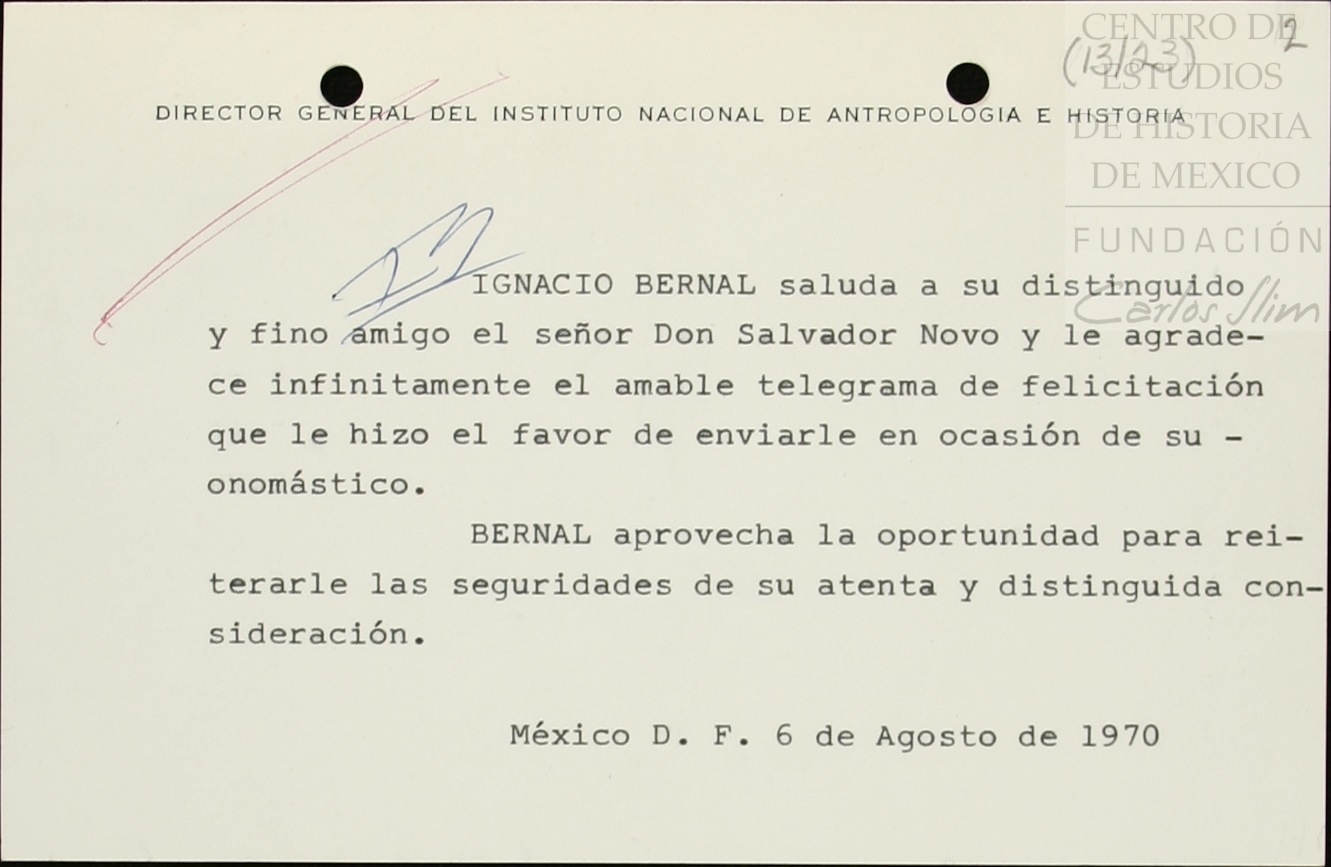 CENTRO DE
ESTUDIOS
DE HISTORIA
DE MEXICO
FUNDACIÓN
Carlos Slim
2
(13/23)
DIRECTOR GENERAL DEL INSTITUTO NACIONAL DE ANTROPOLOGIA E HISTORIA
IGNACIO BERNAL saluda a su distinguido
y fino amigo el señor Don Salvador Novo y le agrade-
ce infinitamente el amable telegrama de felicitación
que le hizo el favor de enviarle en ocasión de su -
onomástico.
BERNAL aprovecha la oportunidad para rei-
terarle las seguridades de su atenta y distinguida con-
sideración.
México D. F. 6 de Agosto de 1970